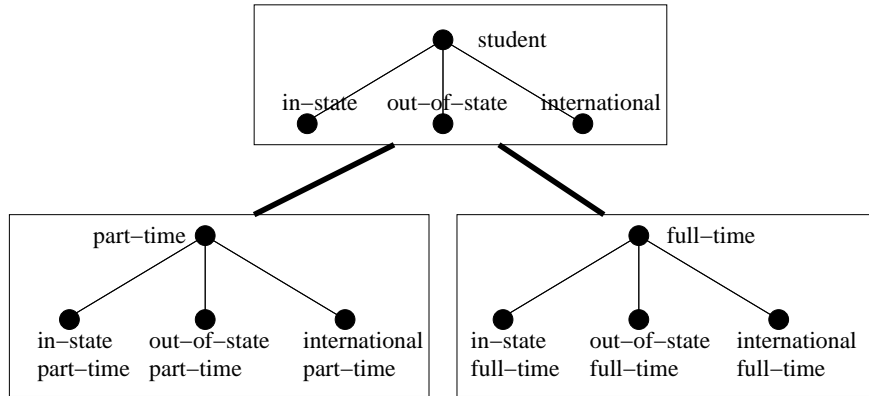 student
in−state out−of−state international
part−time
in−state out−of−state international
part−time part−time part−time
full−time
in−state out−of−state international
full−time full−time full−time